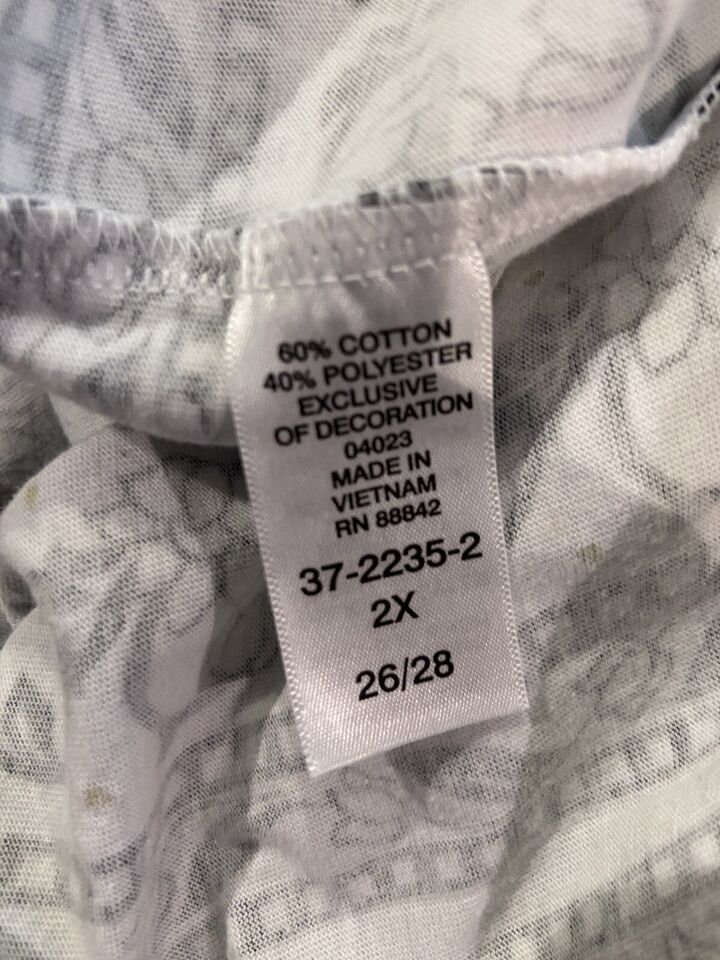 60% COTTON
40% POLYESTER
EXCLUSIVE
OF DECORATION
04023
MADE IN
VIETNAM
RN 88842
37-2235-2
2X
26/28